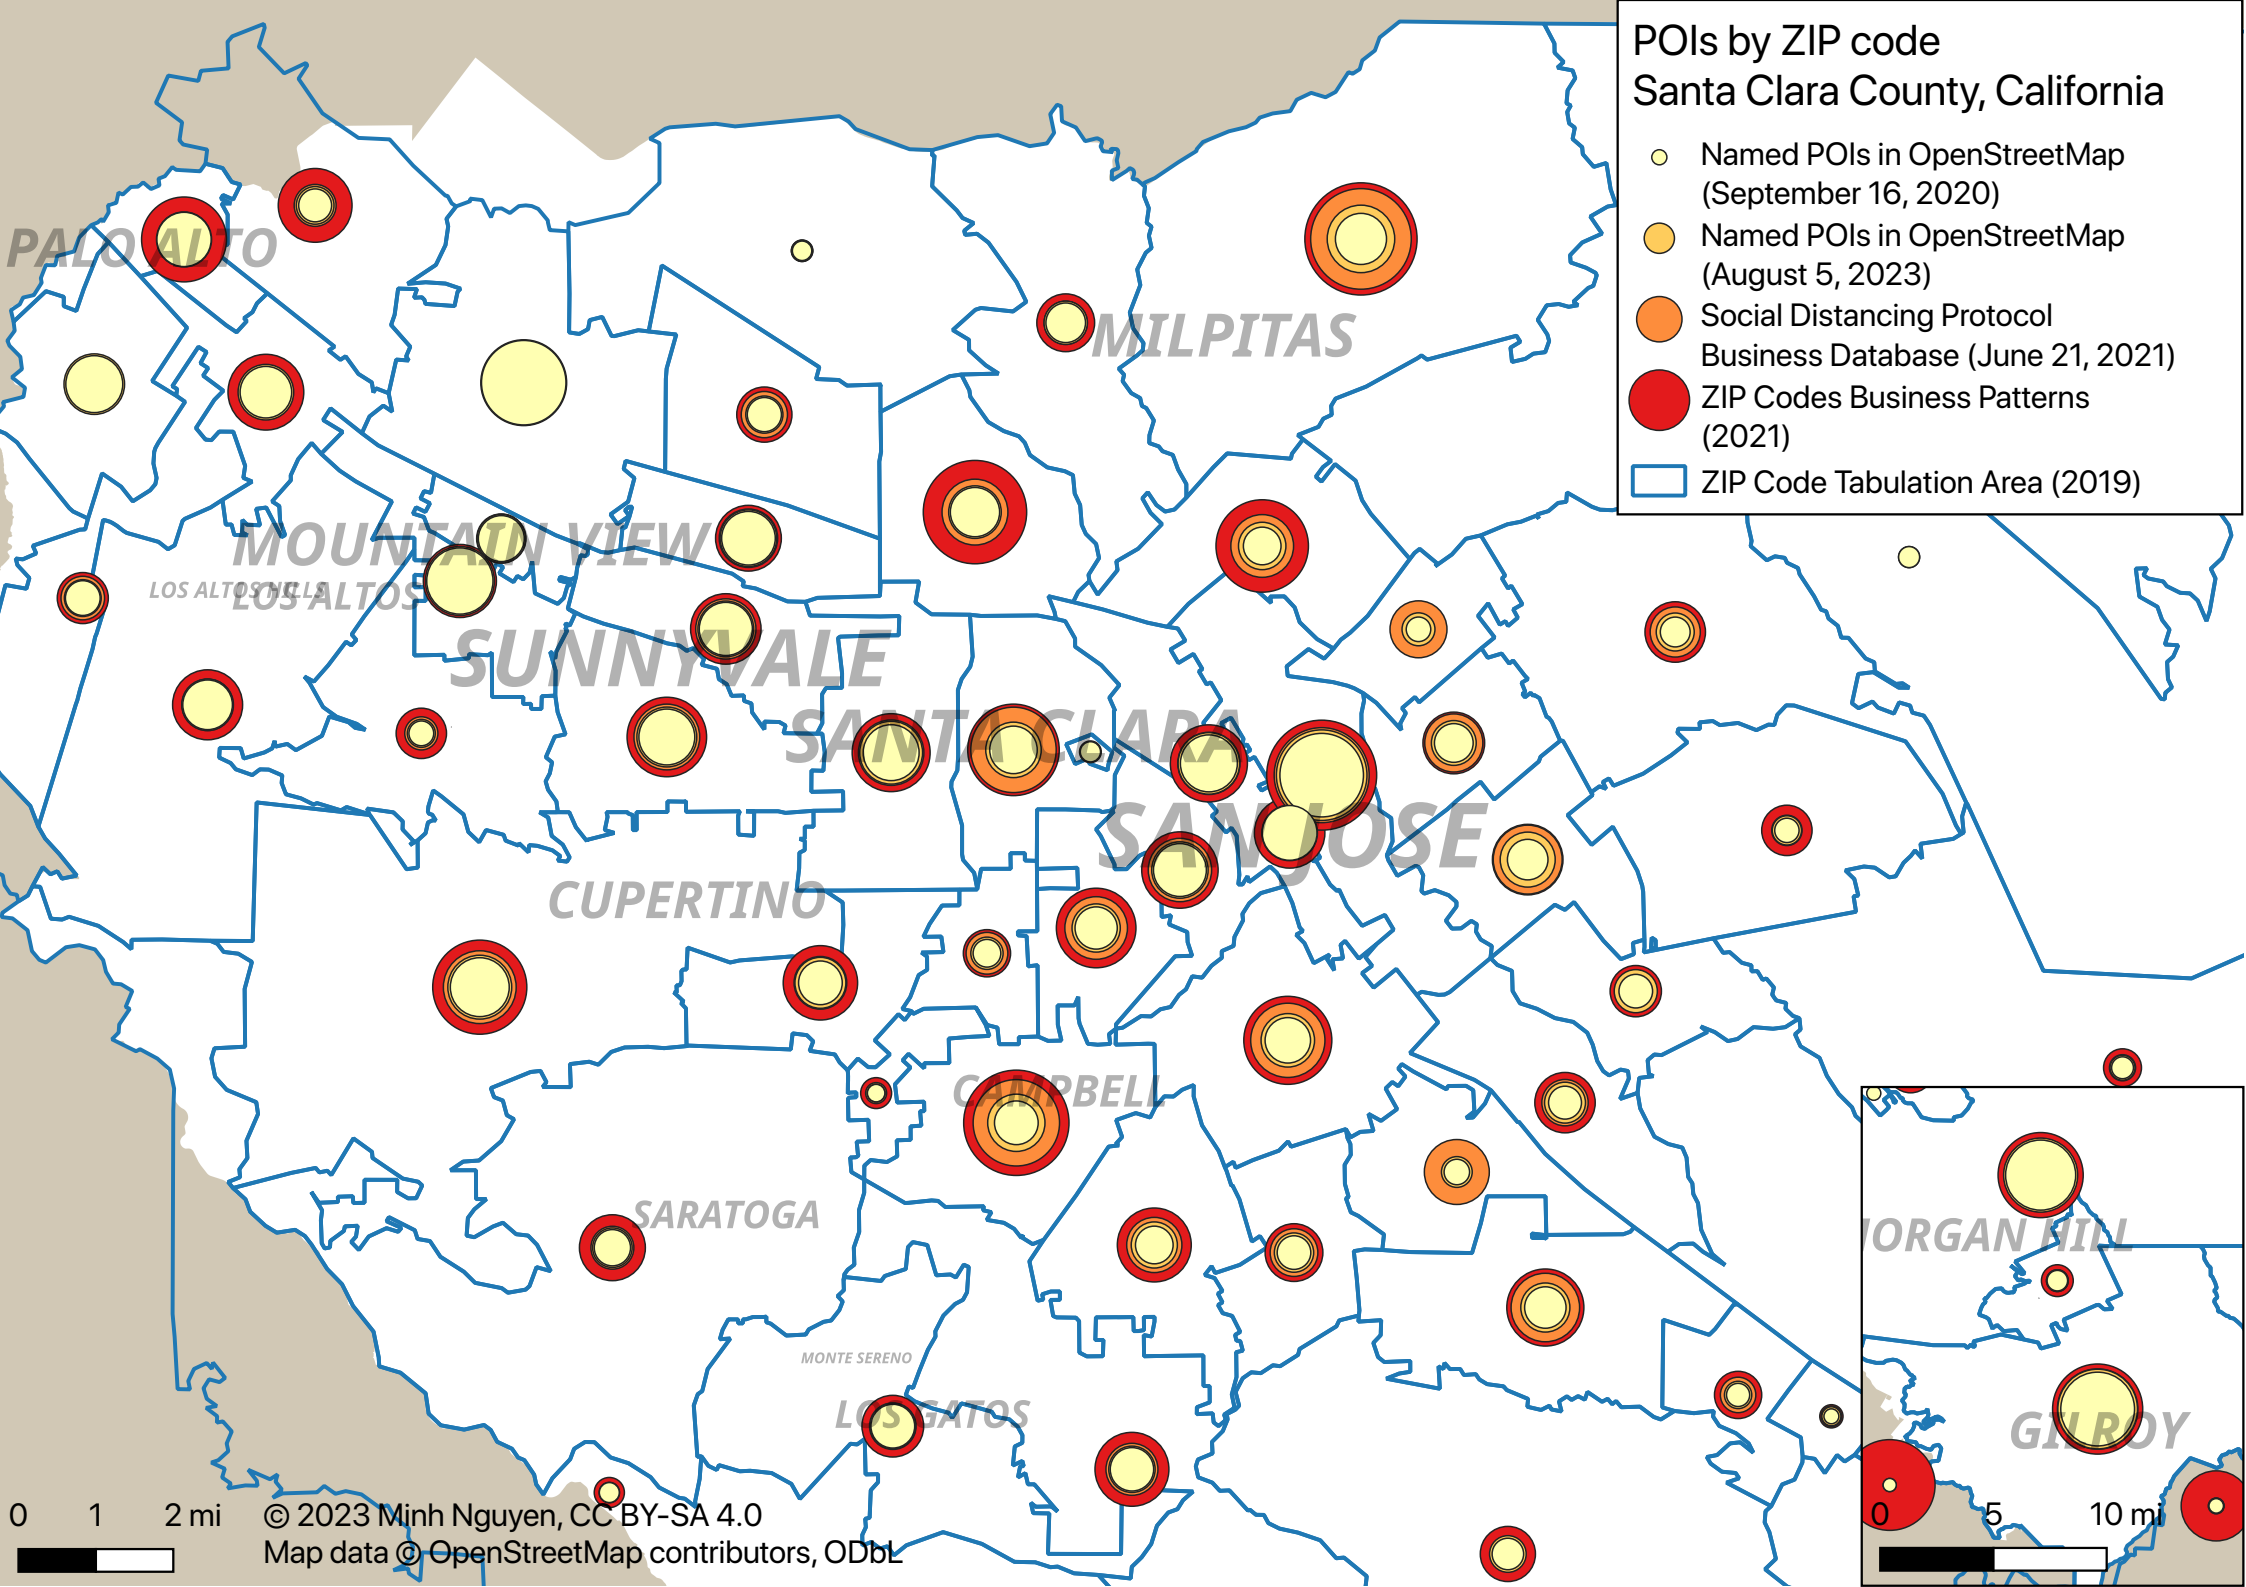 POIs by ZIP code
Santa Clara County, California
Named POIs in OpenStreetMap
(September 16, 2020)
Named POIs in OpenStreetMap
(August 5, 2023)
Social Distancing Protocol
Business Database (June 21, 2021)
ZIP Codes Business Patterns
(2021)
ZIP Code Tabulation Area (2019)
PALO ALTO
MILPITAS
MOUNTAIN VIEW
LOS ALTOS HILLS
LOS ALTOS
SUNNYVALE
SANTA CLARA
SAN JOSE
CUPERTINO
CAMPBELL
SARATOGA
MONTE SERENO
LOS GATOS
ORGAN HILL
GILROY
0 5 10 mi
0 1 2 mi
© 2023 Minh Nguyen, CC BY-SA 4.0
Map data © OpenStreetMap contributors, ODbL